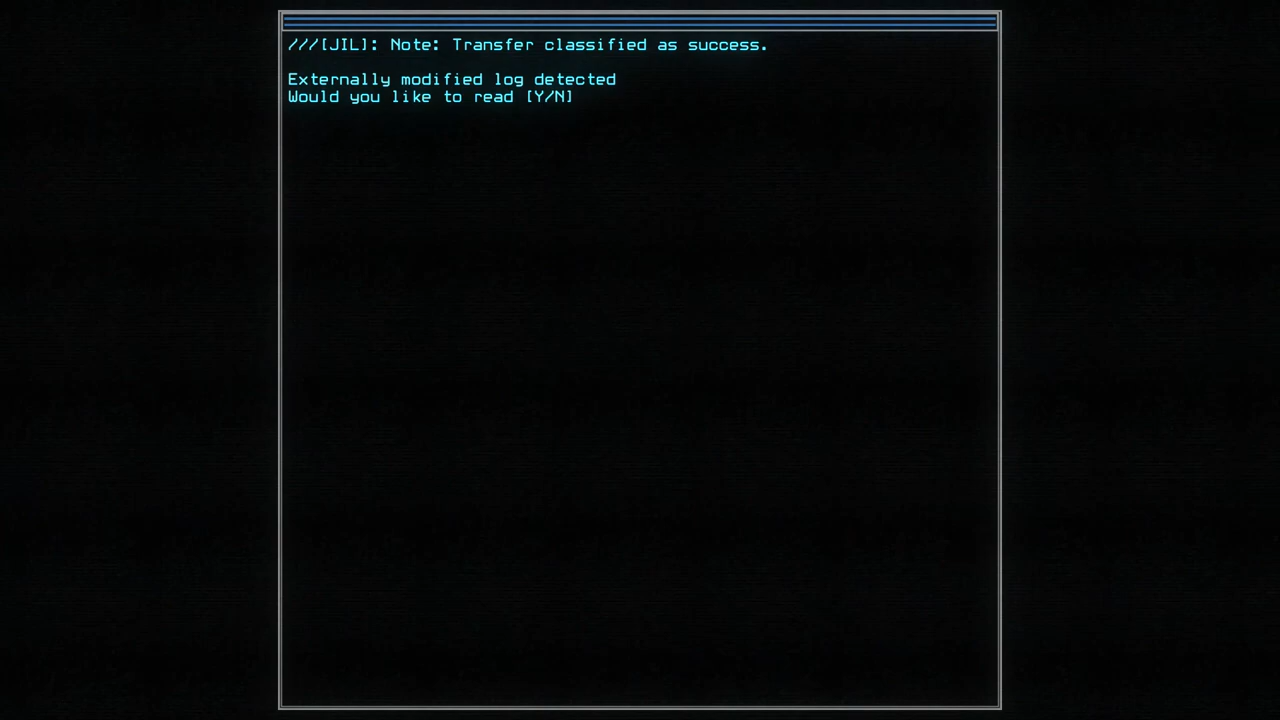 ///[JIL]: Note: Transfer classified as success.
Externally modified log detected
Would you like to read [Y/N]